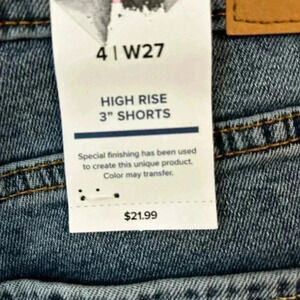 4 | W27
HIGH RISE
3" SHORTS
Special finishing has been used
to create this unique product.
Color may transfer.
$21.99